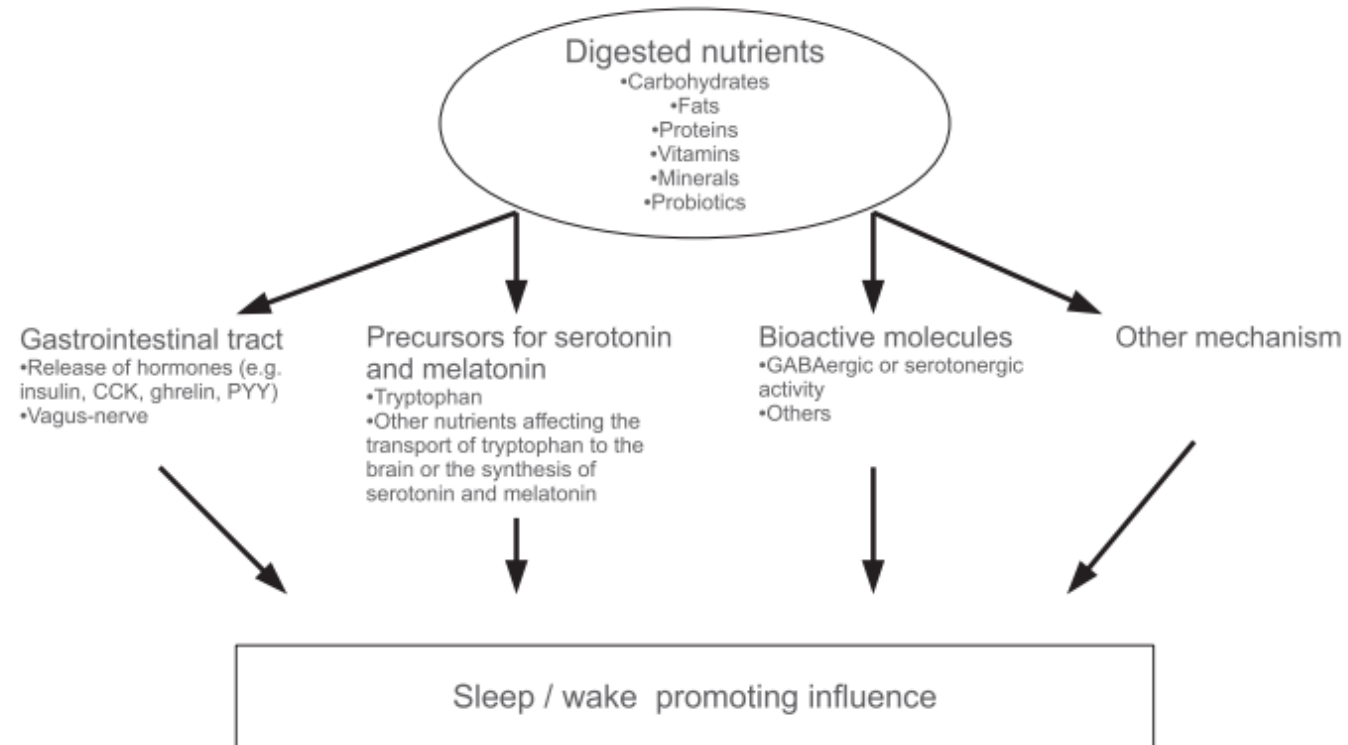 Digested nutrients
•Carbohydrates
•Fats
•Proteins
•Vitamins
•Minerals
•Probiotics
Gastrointestinal tract
•Release of hormones (e.g.
insulin, CCK, ghrelin, PYY)
•Vagus-nerve
Precursors for serotonin
and melatonin
•Tryptophan
•Other nutrients affecting the
transport of tryptophan to the
brain or the synthesis of
serotonin and melatonin
Bioactive molecules
•GABAergic or serotonergic
activity
•Others
Other mechanism
Sleep / wake promoting influence